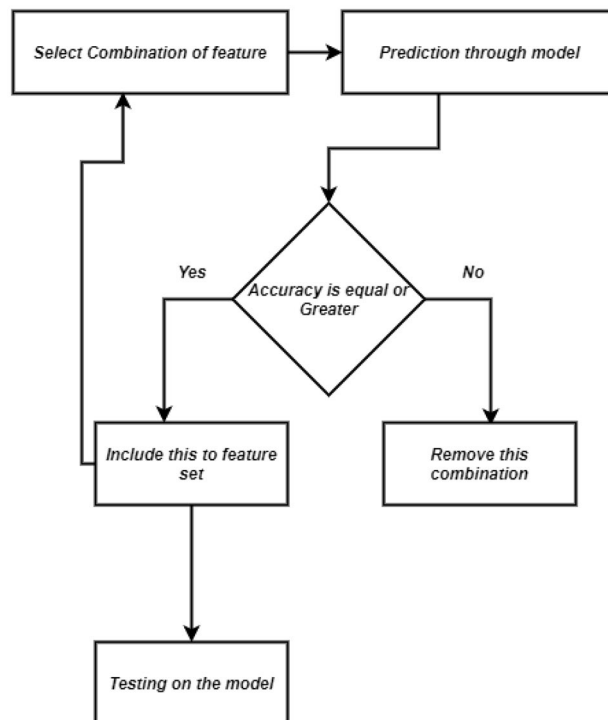 Select Combination of feature
Prediction through model
Yes
No
Accuracy is equal or
Greater
Include this to feature
set
Remove this
combination
Testing on the model